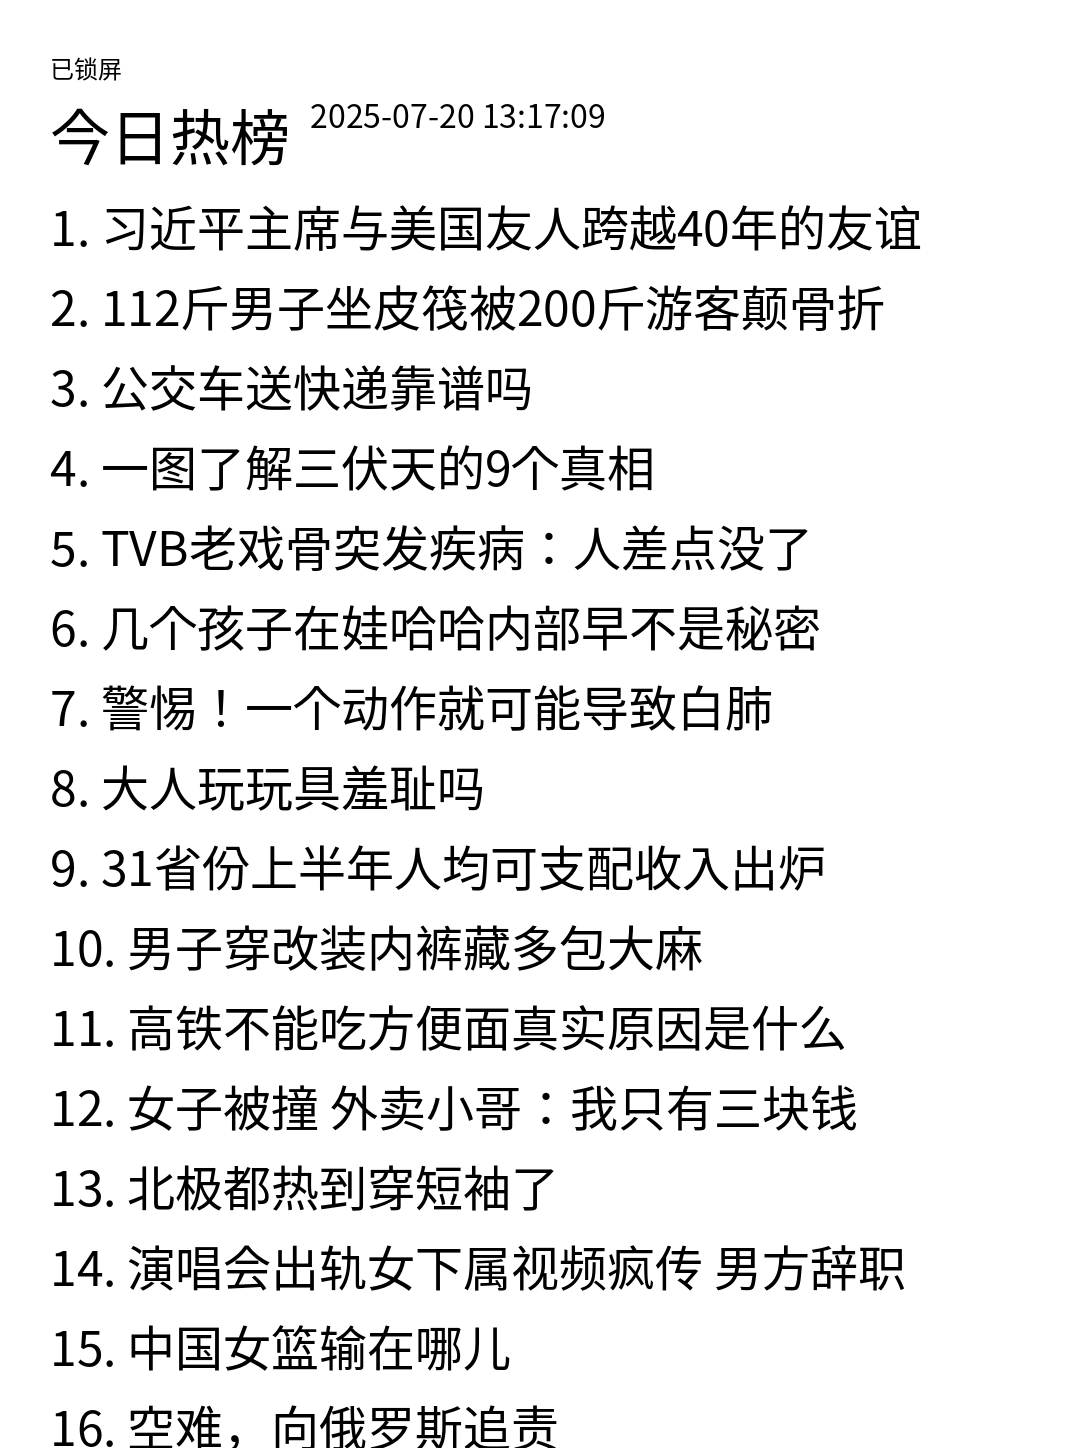 已锁屏
今日热榜 2025-07-20 13:17:09
1. 习近平主席与美国友人跨越40年的友谊
2. 112斤男子坐皮筏被200斤游客颠骨折
3. 公交车送快递靠谱吗
4. 一图了解三伏天的9个真相
5. TVB老戏骨突发疾病：人差点没了
6. 几个孩子在娃哈哈内部早不是秘密
7. 警惕！一个动作就可能导致白肺
8. 大人玩玩具羞耻吗
9. 31省份上半年人均可支配收入出炉
10. 男子穿改装内裤藏多包大麻
11. 高铁不能吃方便面真实原因是什么
12. 女子被撞 外卖小哥：我只有三块钱
13. 北极都热到穿短袖了
14. 演唱会出轨女下属视频疯传 男方辞职
15. 中国女篮输在哪儿
16. 空难，向俄罗斯追责